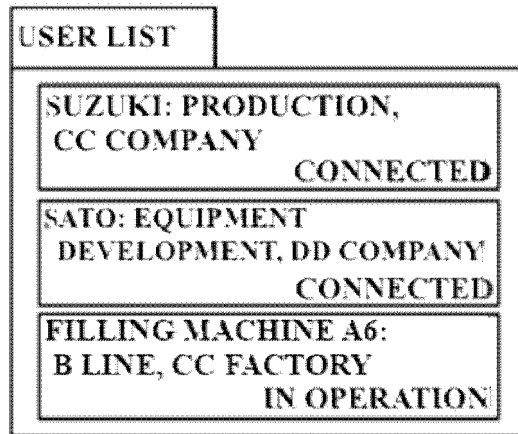 USER LIST
SUZUKI: PRODUCTION,
CC COMPANY
CONNECTED
SATO: EQUIPMENT
DEVELOPMENT, DD COMPANY
CONNECTED
FILLING MACHINE A6:
B LINE, CC FACTORY
IN OPERATION